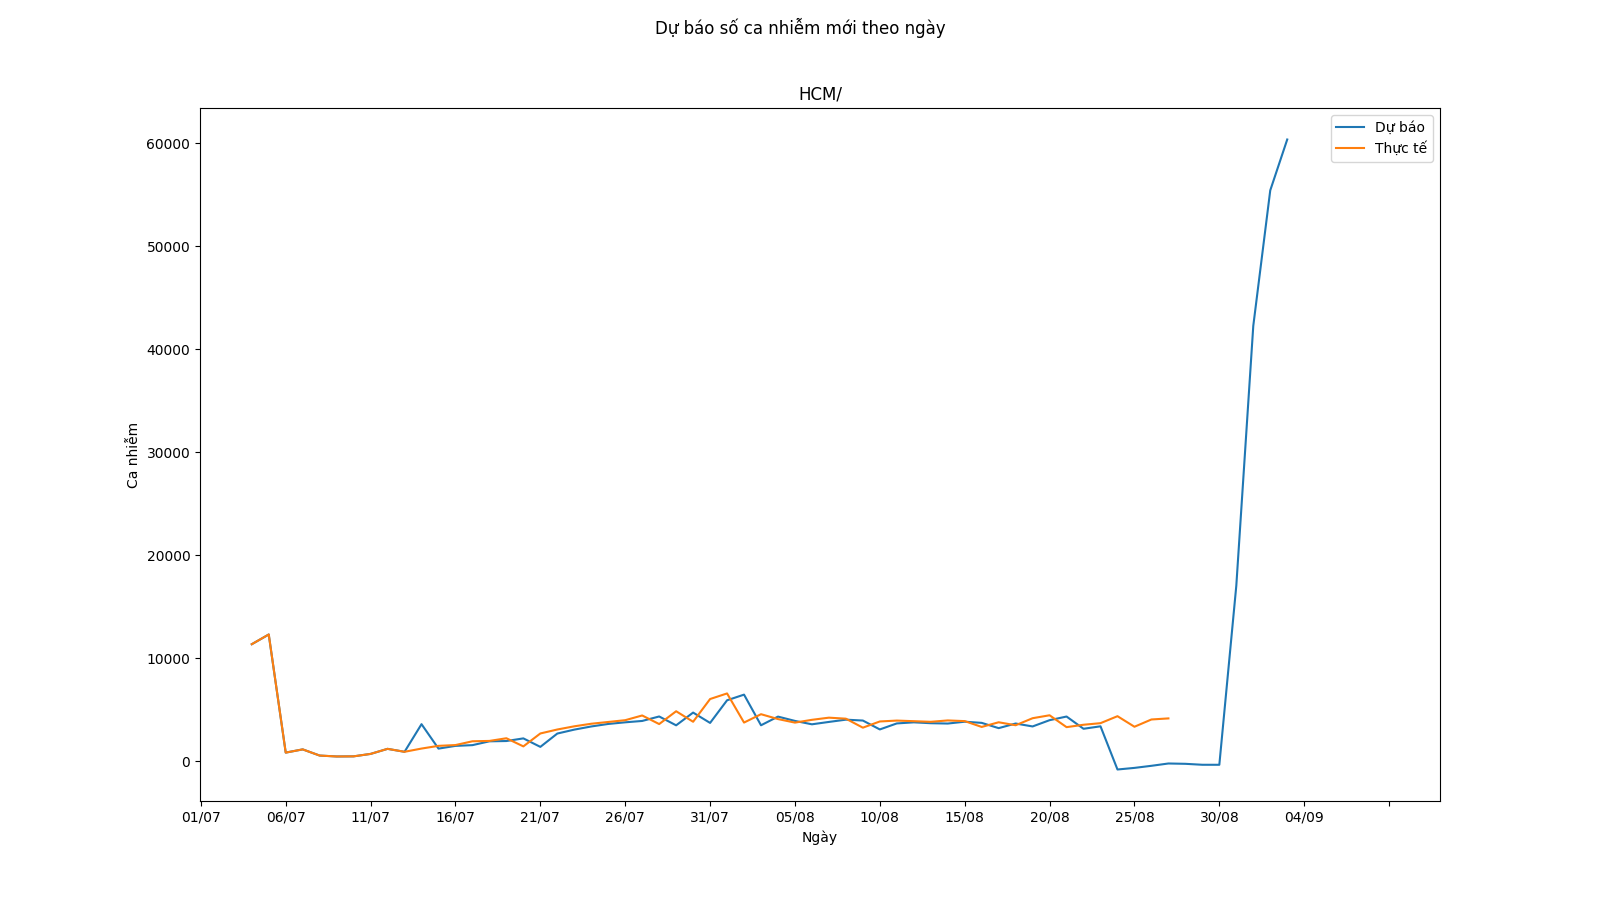 Dự báo số ca nhiễm mới theo ngày
HCM/
Dự báo
Thực tế
60000
50000
40000
30000
20000
10000
0
Ca nhiễm
01/07 06/07 11/07 16/07 21/07 26/07 31/07 05/08 10/08 15/08 20/08 25/08 30/08 04/09
Ngày